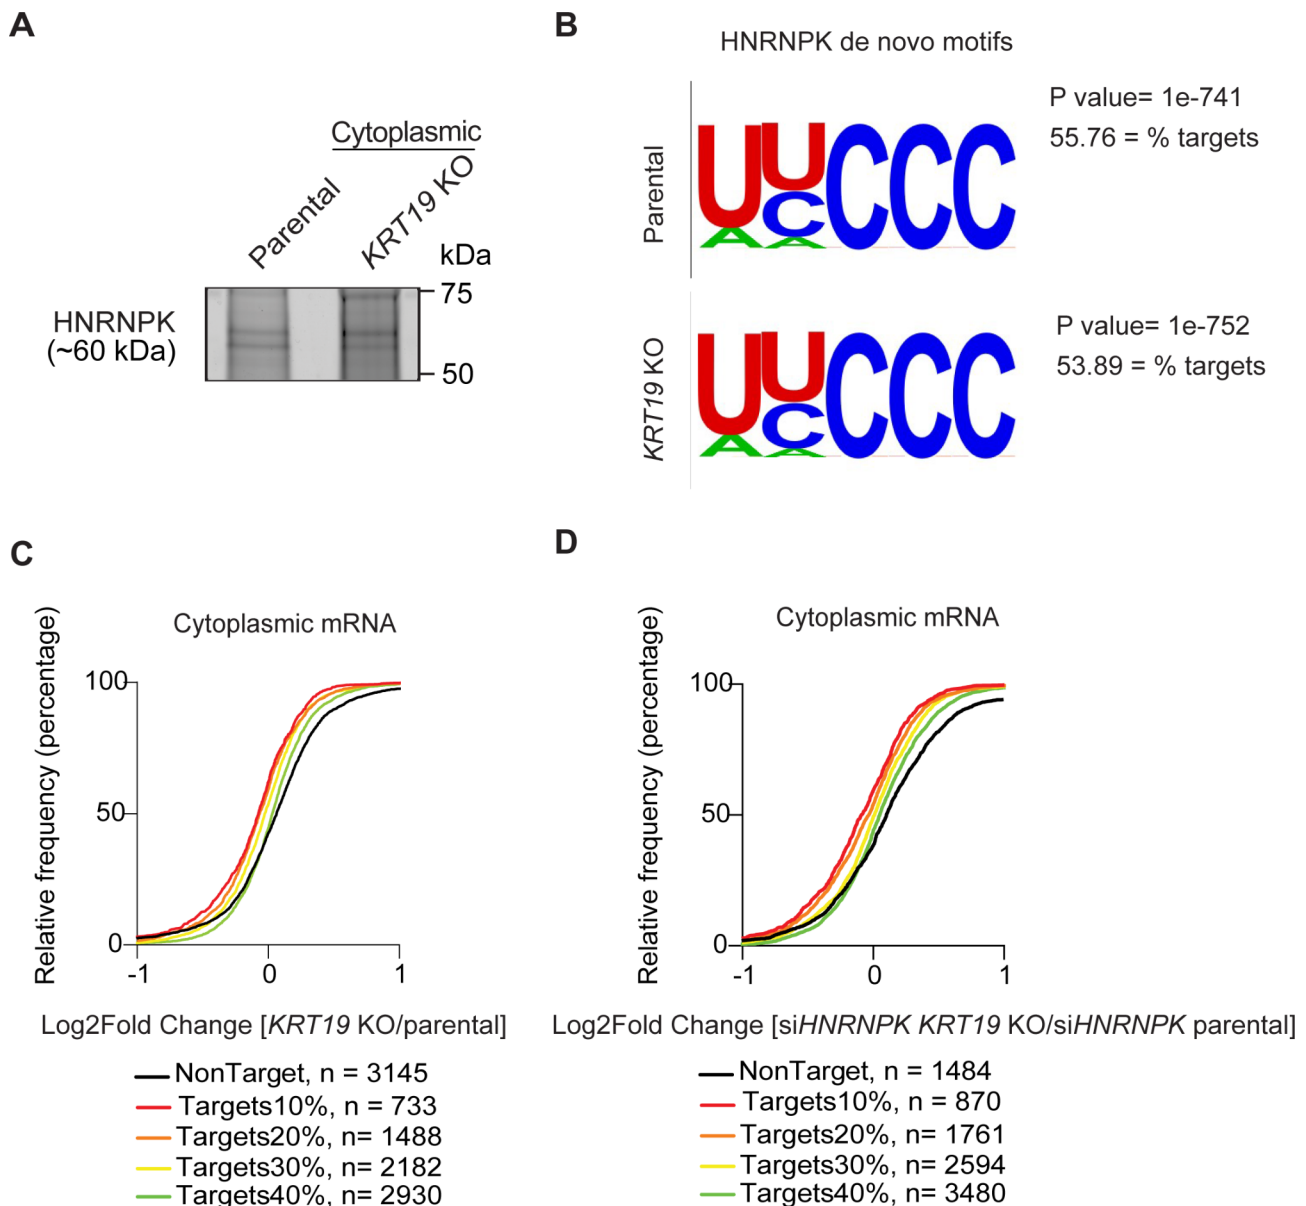 A
Cytoplasmic
Parental
KRT19 KO
kDa
75
HNRNPK
(~60 kDa)
50
B
HNRNPK de novo motifs
Parental
UUCCC
CA
A
P value= 1e-741
55.76 = % targets
KRT19 KO
UUCCC
CA
A
P value= 1e-752
53.89 = % targets
C
Cytoplasmic mRNA
Relative frequency (percentage)
100
50
0
-1
0
1
Log2Fold Change [KRT19 KO/parental]
NonTarget, n = 3145
Targets10%, n = 733
Targets20%, n= 1488
Targets30%, n= 2182
Targets40%, n= 2930
D
Cytoplasmic mRNA
Relative frequency (percentage)
100
50
0
-1
0
1
Log2Fold Change [siHNRNPK KRT19 KO/siHNRNPK parental]
NonTarget, n = 1484
Targets10%, n = 870
Targets20%, n= 1761
Targets30%, n= 2594
Targets40%, n= 3480